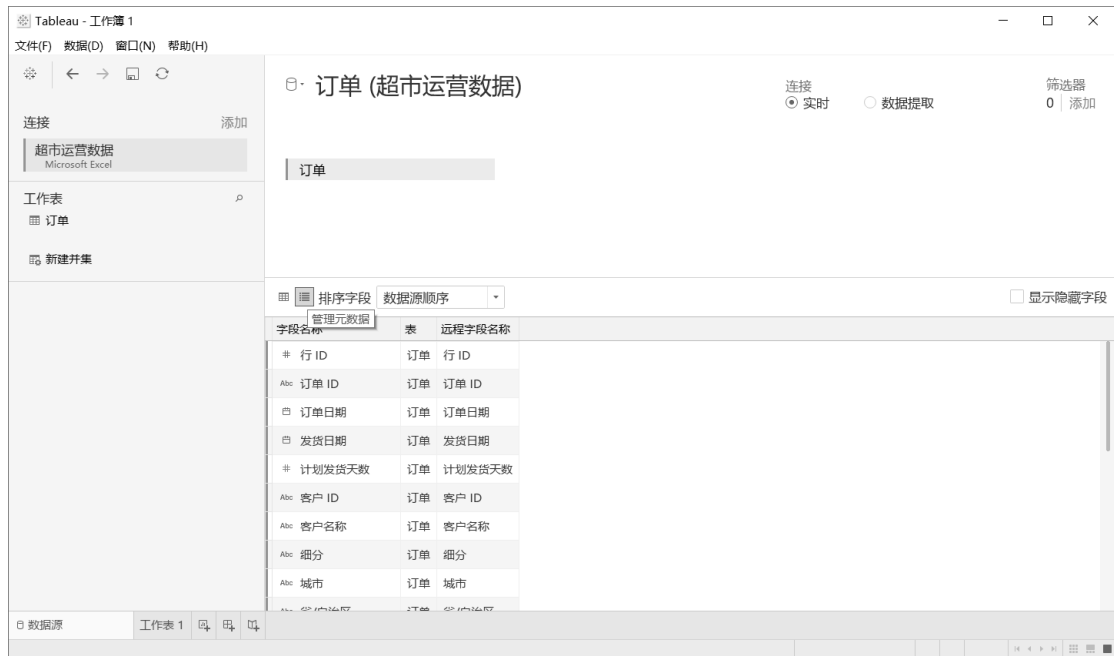 Tableau - 工作簿 1
文件(F) 数据(D) 窗口(N) 帮助(H)
连接 添加
超市运营数据
Microsoft Excel
工作表
订单
新建并集
订单 (超市运营数据)
连接
实时 数据提取
筛选器
0 添加
订单
排序字段 数据源顺序 显示隐藏字段
管理元数据
字段名称 表 远程字段名称
# 行 ID 订单 行 ID
Abc 订单 ID 订单 订单 ID
订单日期 订单 订单日期
发货日期 订单 发货日期
# 计划发货天数 订单 计划发货天数
Abc 客户 ID 订单 客户 ID
Abc 客户名称 订单 客户名称
Abc 细分 订单 细分
Abc 城市 订单 城市
数据源 工作表 1